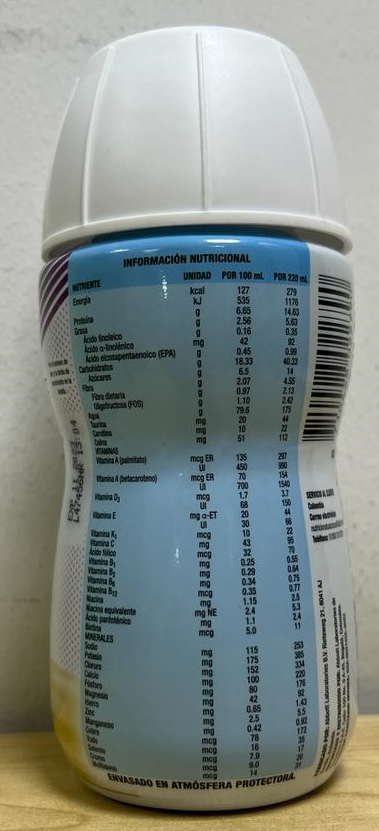 INFORMACIÓN NUTRICIONAL
NUTRIENTE UNIDAD POR 100 mL POR 220 mL
Energía kcal 127 279
kJ 535 1176
Proteína g 6.65 14.63
Grasa g 2.56 5.63
Ácido linoleico g 0.16 0.35
Ácido α-linolénico mg 42 92
Ácido eicosapentaenoico (EPA) g 0.45 0.99
Carbohidratos g 18.33 40.33
Azúcares g 6.5 14
Fibra g 2.07 4.55
Fibra dietaria g 0.97 2.13
Oligofructosa (FOS) g 1.10 2.42
Agua g 79.6 175
Taurina mg 20 44
Carnitina mg 10 22
Colina mg 51 112
VITAMINAS
Vitamina A (palmitato) mcg ER 135 297
UI 450 990
Vitamina A (betacaroteno) mcg ER 70 154
UI 700 1540
Vitamina D₃ mcg 1.7 3.7
UI 68 150
Vitamina E mg α-ET 20 44
UI 30 66
Vitamina K₁ mcg 10 22
Vitamina C mg 43 95
Ácido fólico mcg 32 70
Vitamina B₁ mg 0.25 0.55
Vitamina B₂ mg 0.29 0.64
Vitamina B₆ mg 0.34 0.75
Vitamina B₁₂ mcg 0.35 0.77
Niacina mg 1.15 2.5
Niacina equivalente mg NE 2.4 5.3
Ácido pantoténico mg 1.1 2.4
Biotina mcg 5.0 11
MINERALES
Sodio mg 115 253
Potasio mg 175 385
Cloruro mg 152 334
Calcio mg 100 220
Fósforo mg 80 176
Magnesio mg 42 92
Hierro mg 0.65 1.43
Zinc mg 2.5 5.5
Manganeso mg 0.42 0.92
Cobre mcg 78 172
Yodo mcg 16 35
Selenio mcg 7.9 17
Cromo mcg 9.0 20
Molibdeno mcg 14 31
ENVASADO EN ATMÓSFERA PROTECTORA.
SERVICIO AL CLIENTE
Colombia
Correo electrónico
Abbott Laboratories B.V. Rieteweg 21, 8041 AJ